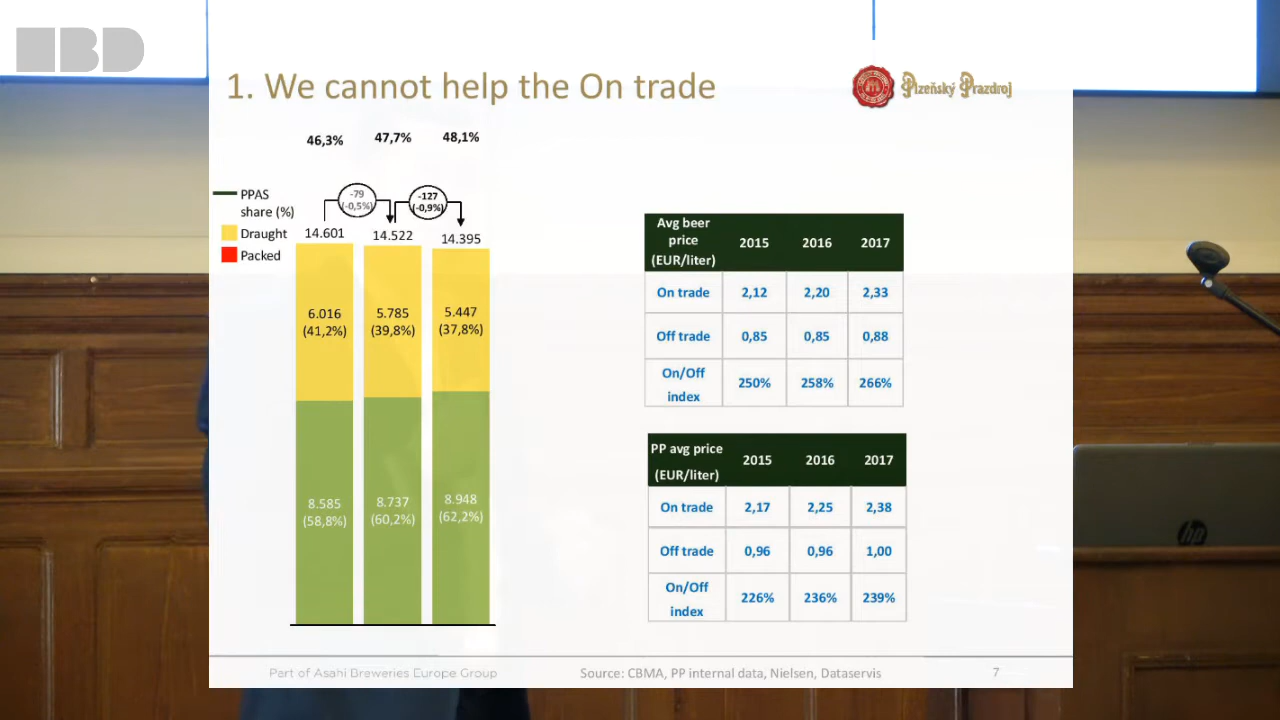 IBD
1. We cannot help the On trade
Plzeňský Prazdroj
46,3% 47,7% 48,1%
PPAS
share (%)
Draught
Packed
-79
(-0,5%)
-127
(-0,9%)
14.601 14.522 14.395
6.016
(41,2%)
5.785
(39,8%)
5.447
(37,8%)
8.585
(58,8%)
8.737
(60,2%)
8.948
(62,2%)
Avg beer
price
(EUR/liter)
2015 2016 2017
On trade 2,12 2,20 2,33
Off trade 0,85 0,85 0,88
On/Off
index
250% 258% 266%
PP avg price
(EUR/liter)
2015 2016 2017
On trade 2,17 2,25 2,38
Off trade 0,96 0,96 1,00
On/Off
index
226% 236% 239%
hp
Part of Asahi Breweries Europe Group
Source: CBMA, PP internal data, Nielsen, Dataservis
7